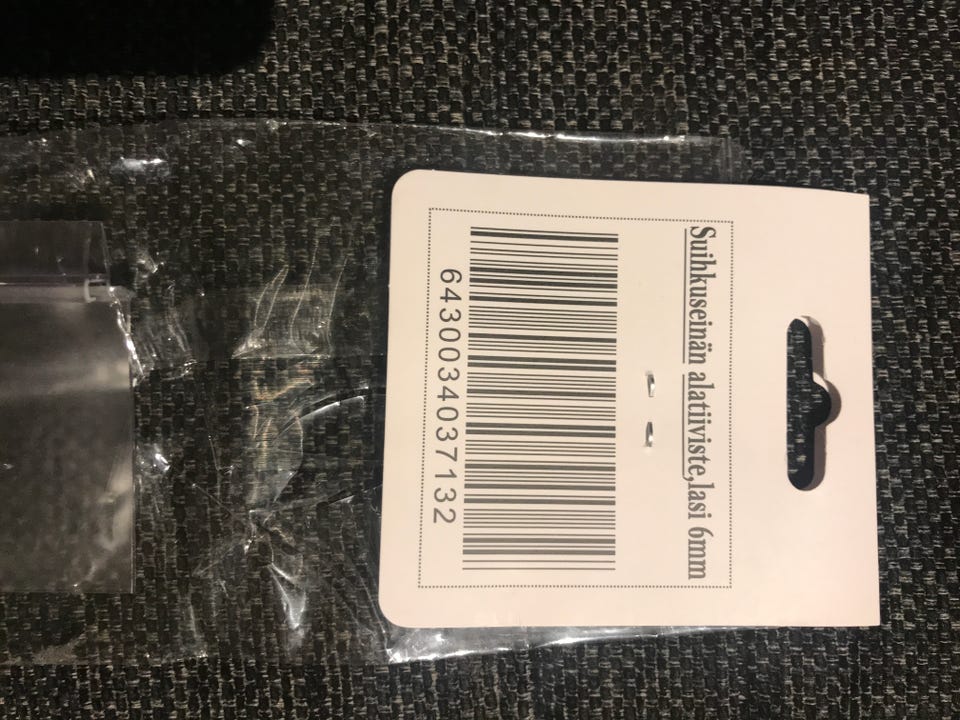 Suihkuseinän alatiiviste,lasi 6mm
6430034037132